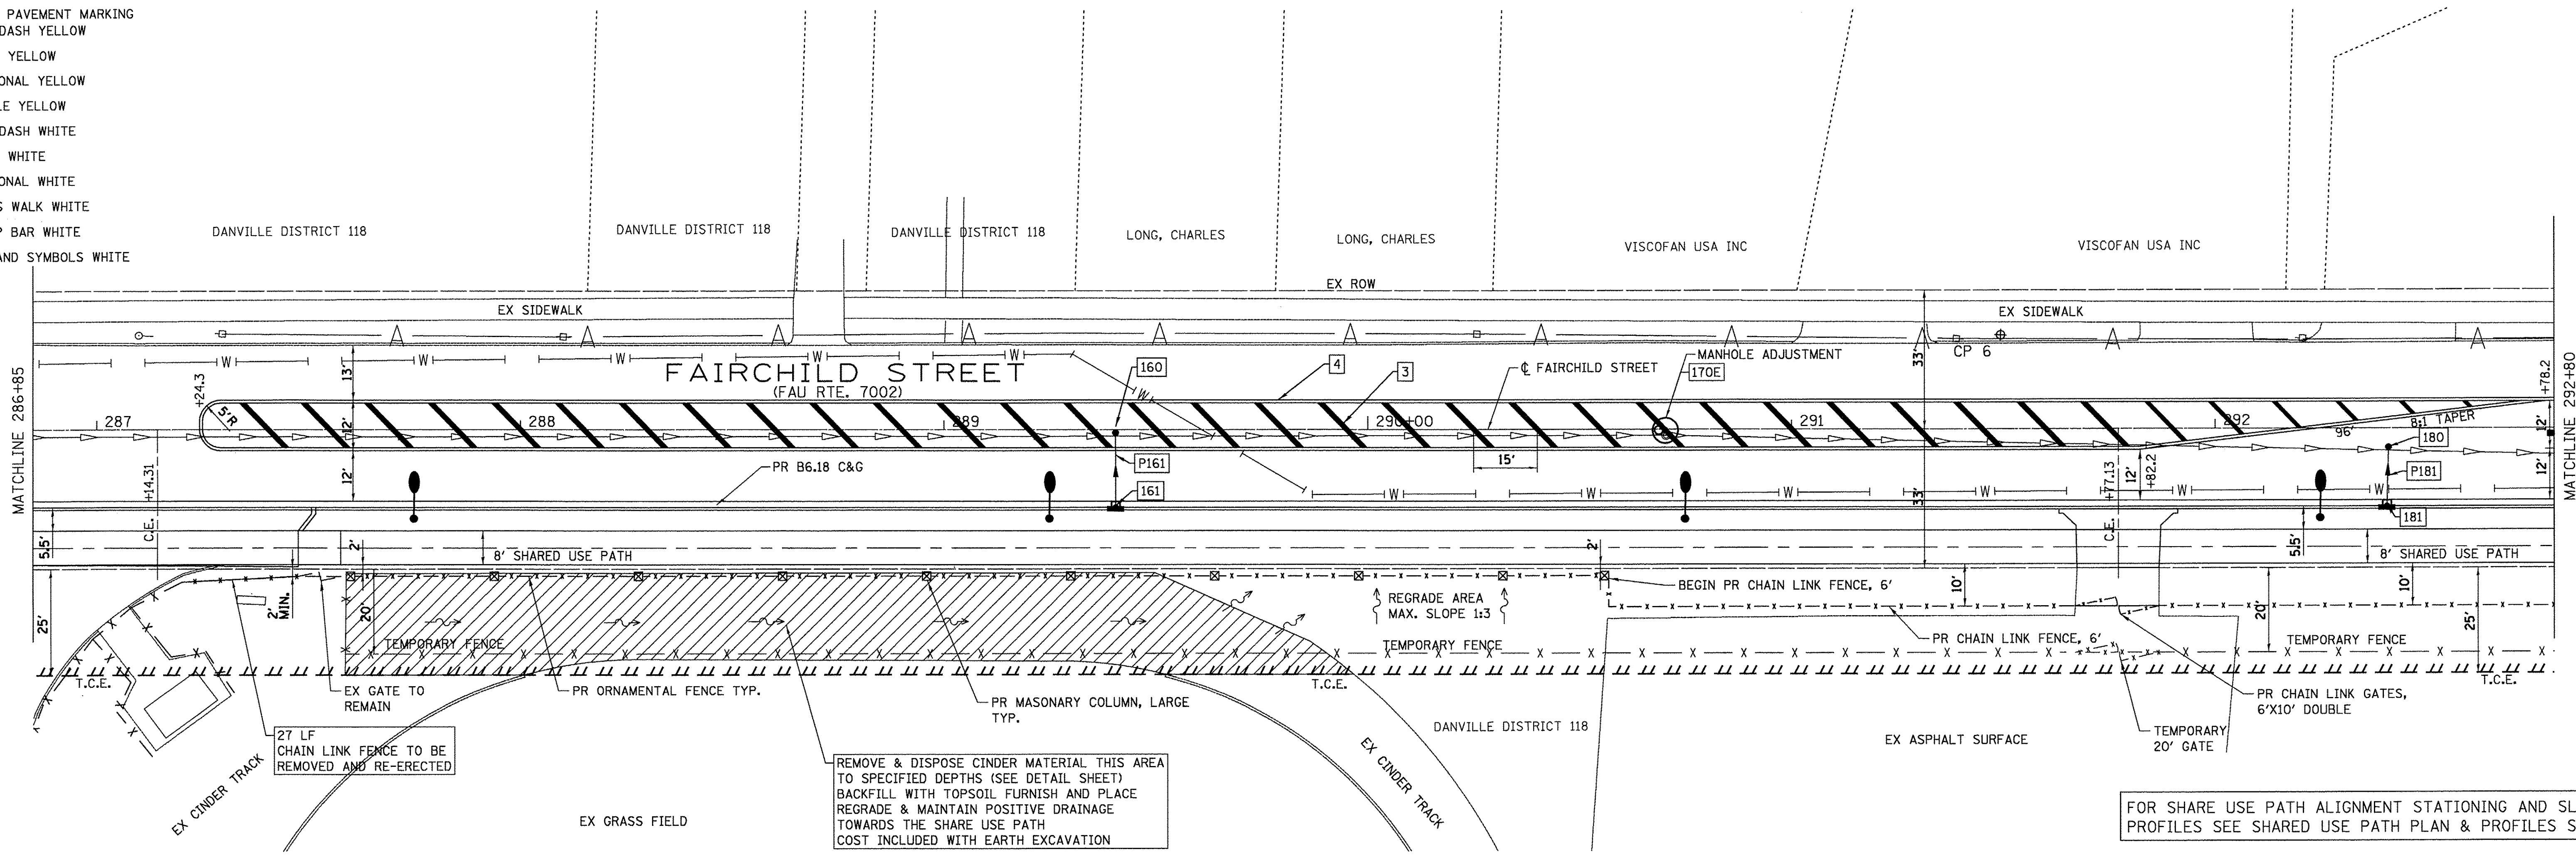 PAVEMENT MARKING
DASH YELLOW
YELLOW
ONAL YELLOW
LE YELLOW
DASH WHITE
WHITE
ONAL WHITE
S WALK WHITE
P BAR WHITE
AND SYMBOLS WHITE
DANVILLE DISTRICT 118
DANVILLE DISTRICT 118
DANVILLE DISTRICT 118
LONG, CHARLES
LONG, CHARLES
VISCOFAN USA INC
VISCOFAN USA INC
EX ROW
EX SIDEWALK
EX SIDEWALK
A A A A A A A A A A A
CP 6
33'
W W W W W
W
13'
FAIRCHILD STREET
(FAU RTE. 7002)
160
4
3
℄ FAIRCHILD STREET
MANHOLE ADJUSTMENT
170E
MATCHLINE 286+85
MATCHLINE 292+80
+24.3
5'R
+78.2
287
288
289
290+00
291
292
12'
8:1 TAPER
96'
12'
12'
12'
15'
180
P161
P181
PR B6.18 C&G
161
181
+14.31
C.E.
+77.13
C.E.
12'
+82.2
W W W W W W
33'
5.5'
5.5'
2'
2'
8' SHARED USE PATH
8' SHARED USE PATH
25'
2' MIN.
20'
10'
20'
10'
25'
BEGIN PR CHAIN LINK FENCE, 6'
REGRADE AREA
MAX. SLOPE 1:3
TEMPORARY FENCE
TEMPORARY FENCE
PR CHAIN LINK FENCE, 6'
TEMPORARY FENCE
T.C.E.
T.C.E.
T.C.E.
EX GATE TO
REMAIN
PR ORNAMENTAL FENCE TYP.
PR MASONARY COLUMN, LARGE
TYP.
DANVILLE DISTRICT 118
PR CHAIN LINK GATES,
6'X10' DOUBLE
TEMPORARY
20' GATE
27 LF
CHAIN LINK FENCE TO BE
REMOVED AND RE-ERECTED
EX CINDER TRACK
EX CINDER TRACK
EX ASPHALT SURFACE
EX GRASS FIELD
REMOVE & DISPOSE CINDER MATERIAL THIS AREA
TO SPECIFIED DEPTHS (SEE DETAIL SHEET)
BACKFILL WITH TOPSOIL FURNISH AND PLACE
REGRADE & MAINTAIN POSITIVE DRAINAGE
TOWARDS THE SHARE USE PATH
COST INCLUDED WITH EARTH EXCAVATION
FOR SHARE USE PATH ALIGNMENT STATIONING AND SL
PROFILES SEE SHARED USE PATH PLAN & PROFILES S